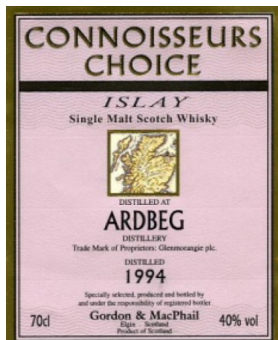 CONNOISSEURS
CHOICE
ISLAY
Single Malt Scotch Whisky
DISTILLED AT
ARDBEG
DISTILLERY
Trade Mark of Proprietors: Glenmorangie plc.
DISTILLED
1994
Specially selected, produced and bottled by
and under the responsibility of registered bottler
70cl Gordon & MacPhail 40% vol
Elgin Scotland
Product of Scotland